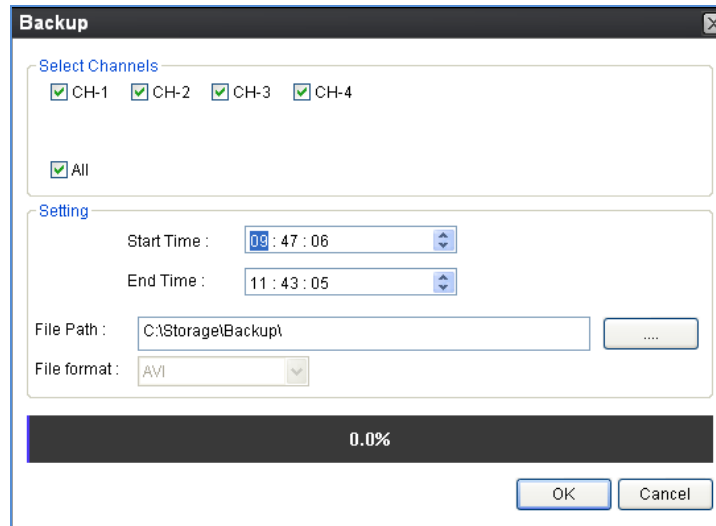 Backup
Select Channels
CH-1 CH-2 CH-3 CH-4
All
Setting
Start Time : 09 : 47 : 06
End Time : 11 : 43 : 05
File Path : C:\Storage\Backup\ ....
File format : AVI
0.0%
OK Cancel